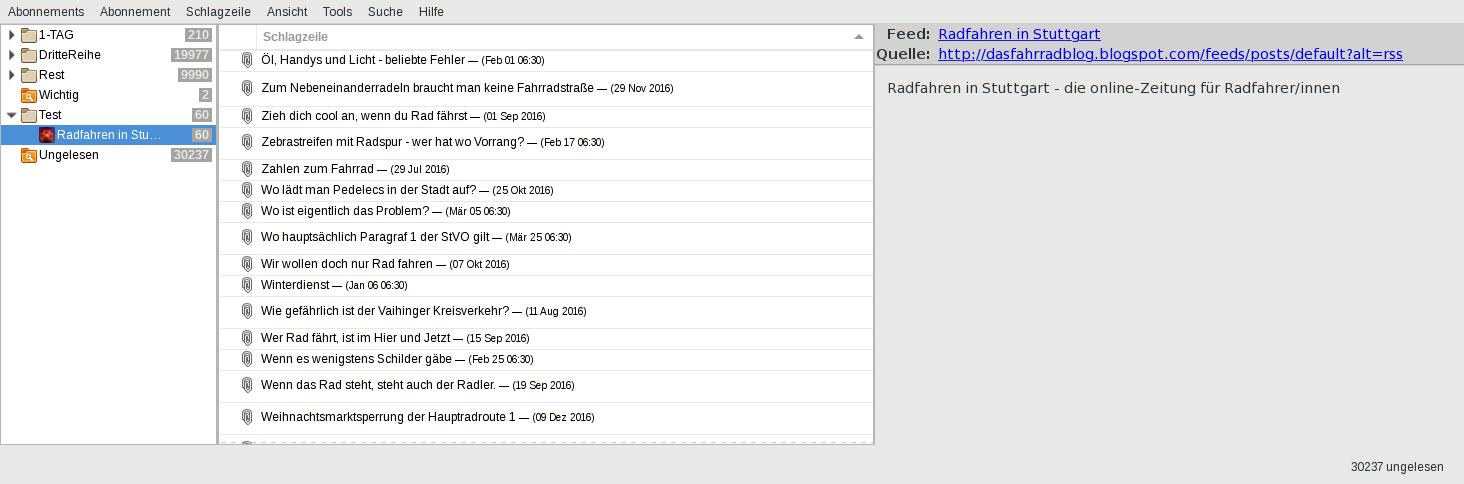 Abonnements Abonnement Schlagzeile Ansicht Tools Suche Hilfe
1-TAG 210
DritteReihe 19977
Rest 9990
Wichtig 2
Test 60
Radfahren in Stu... 60
Ungelesen 30237
Schlagzeile
Öl, Handys und Licht - beliebte Fehler — (Feb 01 06:30)
Zum Nebeneinanderradeln braucht man keine Fahrradstraße — (29 Nov 2016)
Zieh dich cool an, wenn du Rad fährst — (01 Sep 2016)
Zebrastreifen mit Radspur - wer hat wo Vorrang? — (Feb 17 06:30)
Zahlen zum Fahrrad — (29 Jul 2016)
Wo lädt man Pedelecs in der Stadt auf? — (25 Okt 2016)
Wo ist eigentlich das Problem? — (Mär 05 06:30)
Wo hauptsächlich Paragraf 1 der StVO gilt — (Mär 25 06:30)
Wir wollen doch nur Rad fahren — (07 Okt 2016)
Winterdienst — (Jan 06 06:30)
Wie gefährlich ist der Vaihinger Kreisverkehr? — (11 Aug 2016)
Wer Rad fährt, ist im Hier und Jetzt — (15 Sep 2016)
Wenn es wenigstens Schilder gäbe — (Feb 25 06:30)
Wenn das Rad steht, steht auch der Radler. — (19 Sep 2016)
Weihnachtsmarktsperrung der Hauptradroute 1 — (09 Dez 2016)
Feed: Radfahren in Stuttgart
Quelle: http://dasfahrradblog.blogspot.com/feeds/posts/default?alt=rss
Radfahren in Stuttgart - die online-Zeitung für Radfahrer/innen
30237 ungelesen